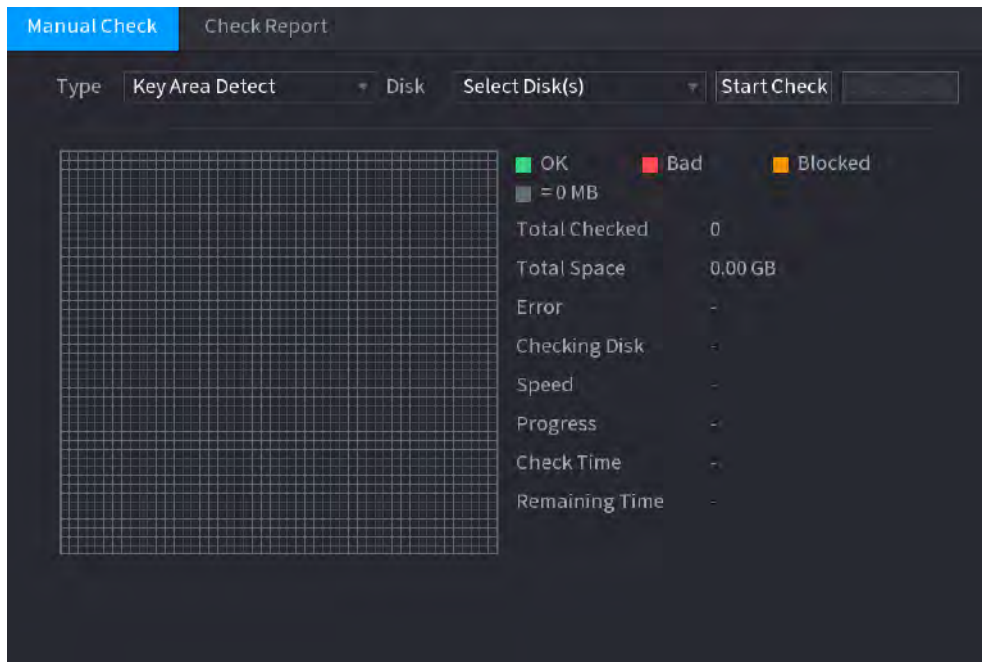 Manual Check Check Report
Type Key Area Detect Disk Select Disk(s) Start Check
OK Bad Blocked
= 0 MB
Total Checked 0
Total Space 0.00 GB
Error -
Checking Disk -
Speed -
Progress -
Check Time -
Remaining Time -